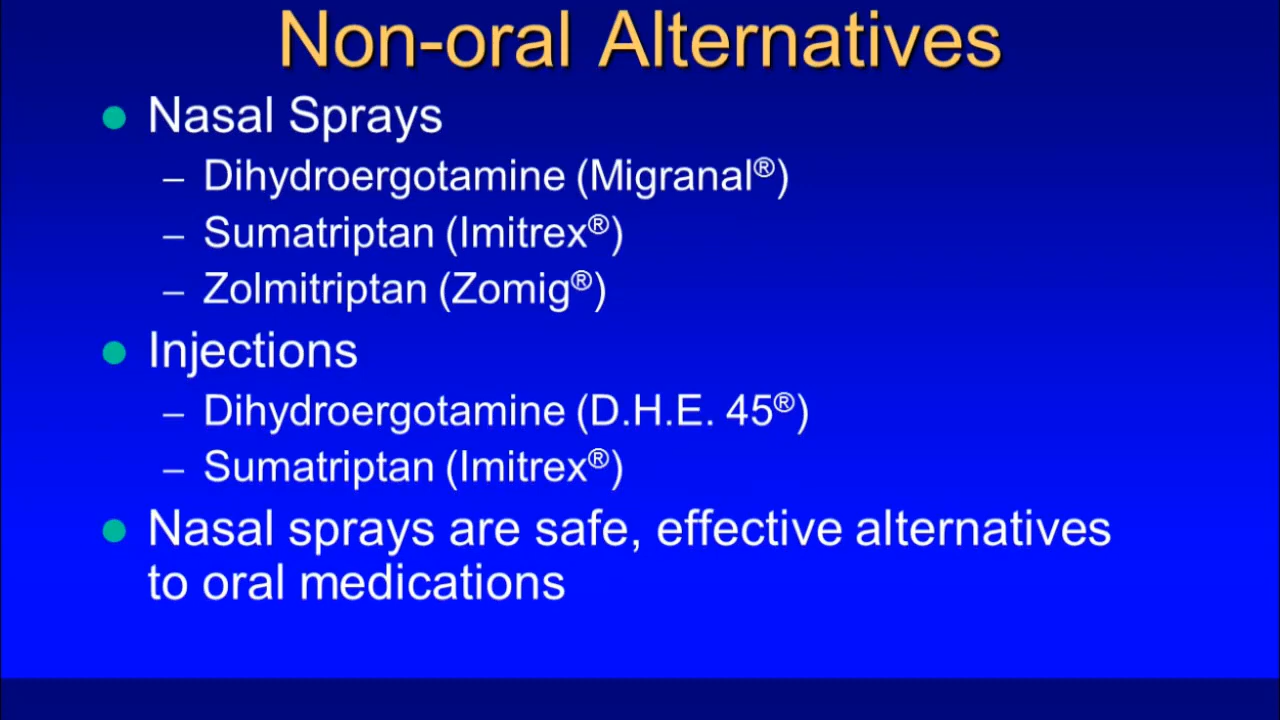 Non-oral Alternatives
● Nasal Sprays
– Dihydroergotamine (Migranal®)
– Sumatriptan (Imitrex®)
– Zolmitriptan (Zomig®)
● Injections
– Dihydroergotamine (D.H.E. 45®)
– Sumatriptan (Imitrex®)
● Nasal sprays are safe, effective alternatives
to oral medications